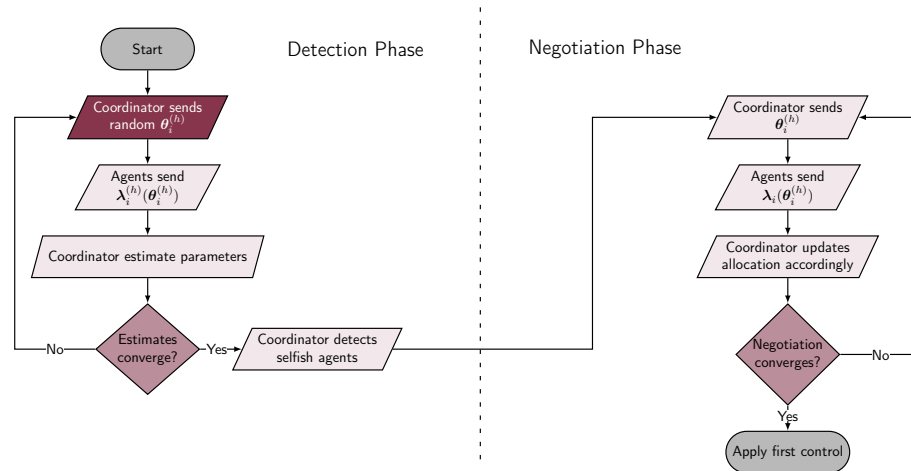 Start
Detection Phase
Negotiation Phase
Coordinator sends
random θ_i^(h)
Agents send
λ_i^(h)(θ_i^(h))
Coordinator estimate parameters
Estimates
converge?
No
Yes
Coordinator detects
selfish agents
Coordinator sends
θ_i^(h)
Agents send
λ_i(θ_i^(h))
Coordinator updates
allocation accordingly
Negotiation
converges?
No
Yes
Apply first control